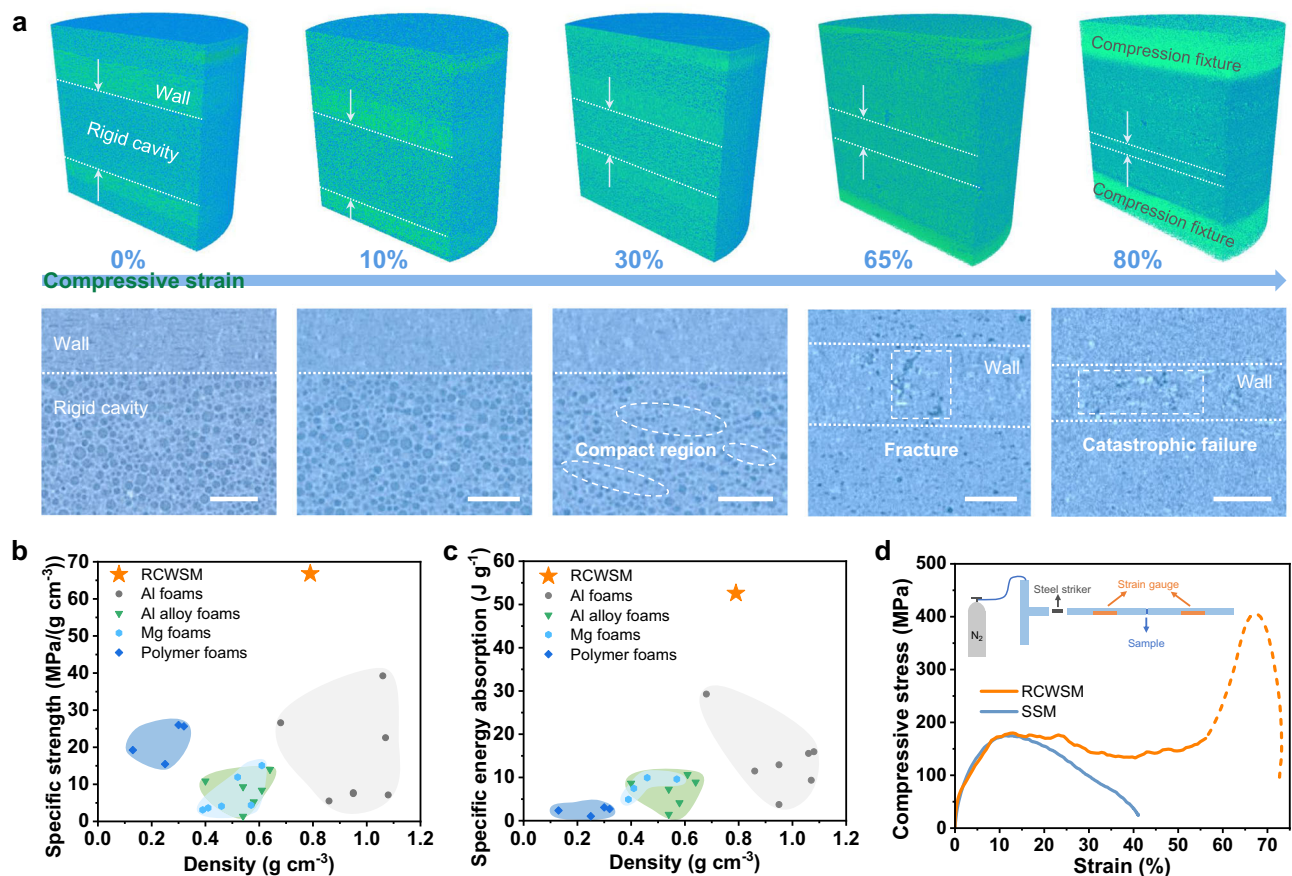 a
Wall
Rigid cavity
Compression fixture
Compression fixture
0%
10%
30%
65%
80%
Compressive strain
Wall
Rigid cavity
Compact region
Wall
Fracture
Wall
Catastrophic failure
b
Specific strength (MPa/(g cm⁻³))
70
60
50
40
30
20
10
0
RCWSM
Al foams
Al alloy foams
Mg foams
Polymer foams
0.0 0.2 0.4 0.6 0.8 1.0 1.2
Density (g cm⁻³)
c
Specific energy absorption (J g⁻¹)
60
50
40
30
20
10
0
RCWSM
Al foams
Al alloy foams
Mg foams
Polymer foams
0.0 0.2 0.4 0.6 0.8 1.0 1.2
Density (g cm⁻³)
d
Compressive stress (MPa)
500
400
300
200
100
0
Steel striker
Strain gauge
N₂
Sample
RCWSM
SSM
0 10 20 30 40 50 60 70
Strain (%)